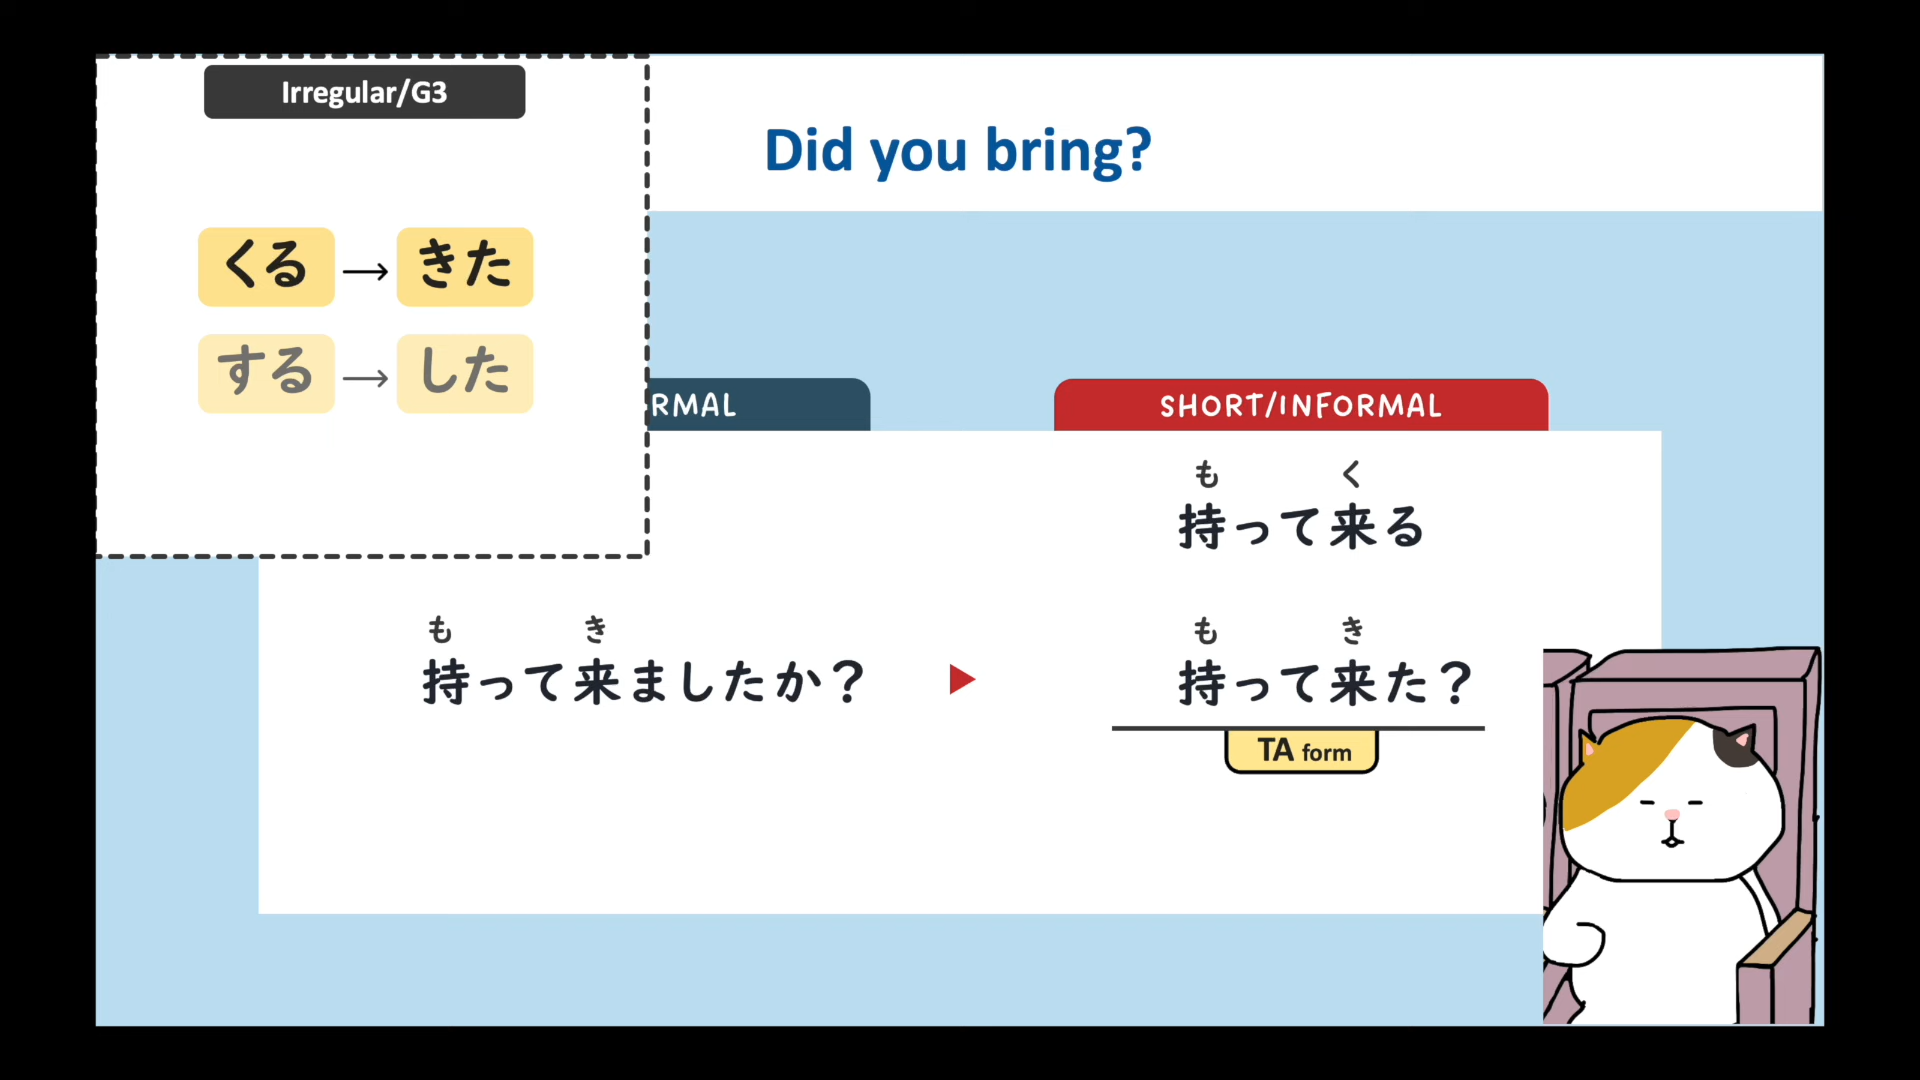 Irregular/G3
Did you bring?
くる → きた
する → した
RMAL
SHORT/INFORMAL
も く
持って来る
も き
持って来ましたか？
も き
持って来た？
TA form